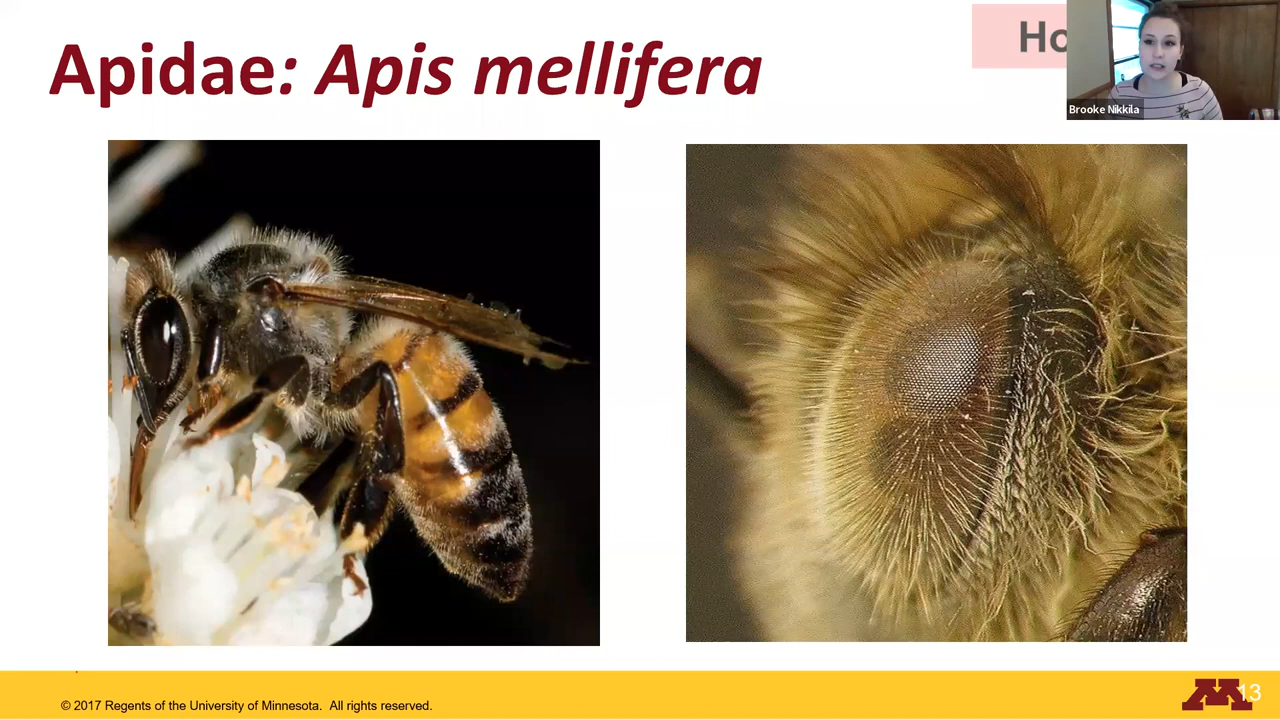 Apidae: Apis mellifera
Ho
Brooke Nikkila
© 2017 Regents of the University of Minnesota. All rights reserved.
M
13